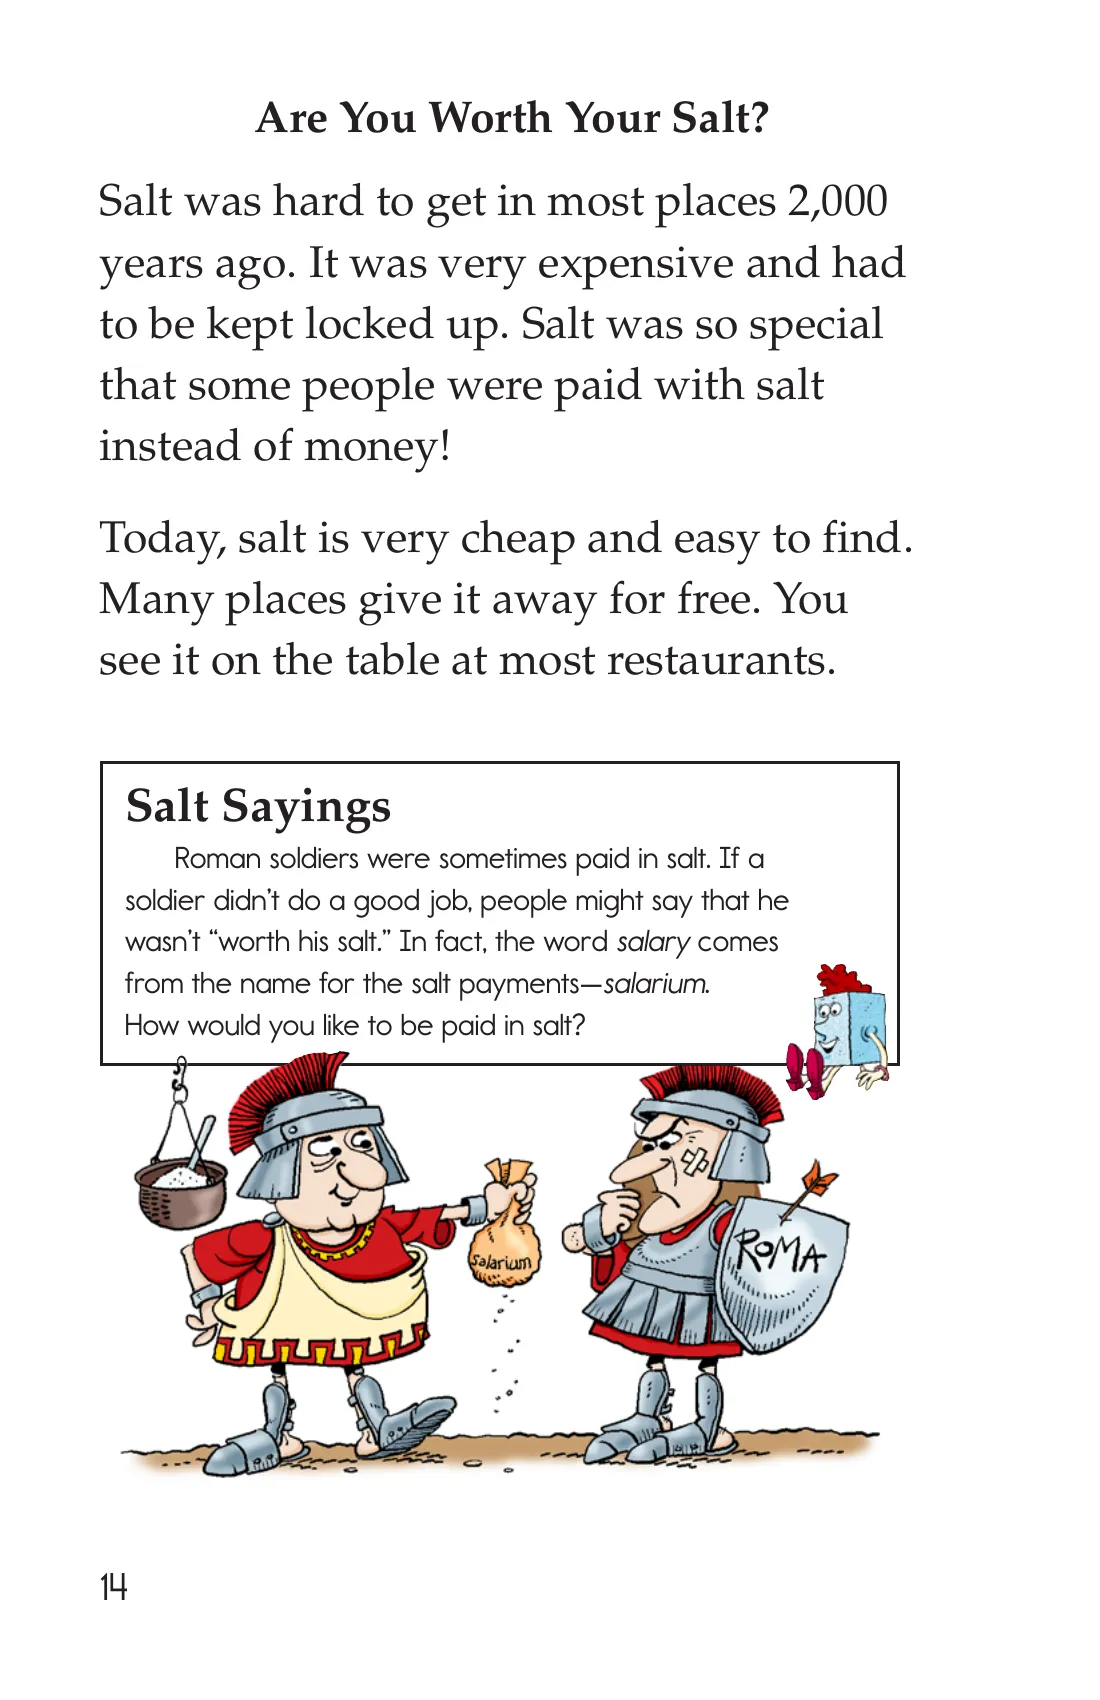 Are You Worth Your Salt?
Salt was hard to get in most places 2,000
years ago. It was very expensive and had
to be kept locked up. Salt was so special
that some people were paid with salt
instead of money!
Today, salt is very cheap and easy to find.
Many places give it away for free. You
see it on the table at most restaurants.
Salt Sayings
Roman soldiers were sometimes paid in salt. If a
soldier didn’t do a good job, people might say that he
wasn’t “worth his salt.” In fact, the word salary comes
from the name for the salt payments—salarium.
How would you like to be paid in salt?
salarium
ROMA
14